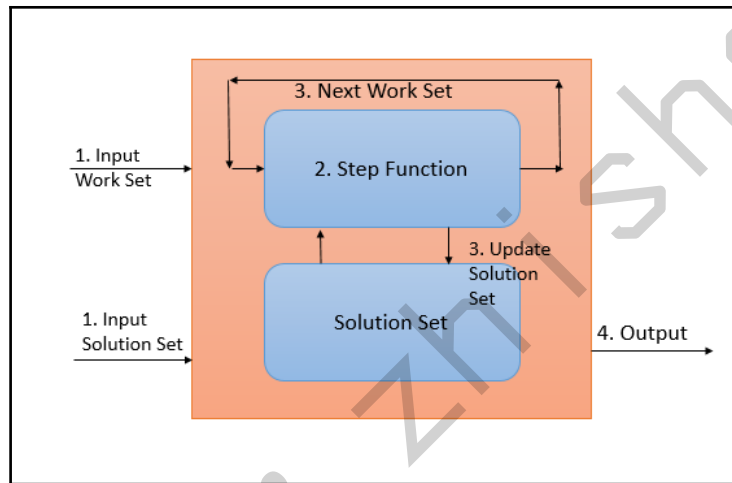 3. Next Work Set
1. Input
Work Set
2. Step Function
3. Update
Solution
Set
1. Input
Solution Set
Solution Set
4. Output
zhish